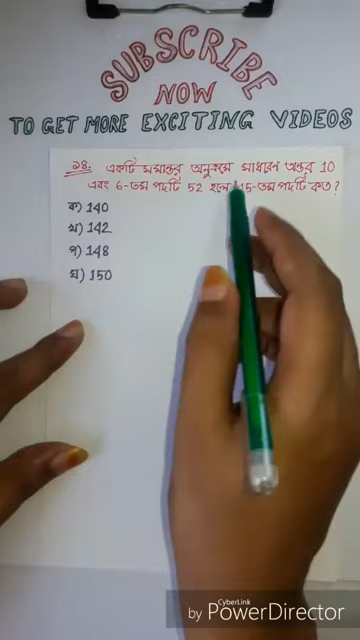 SUBSCRIBE
NOW
TO GET MORE EXCITING VIDEOS
১৪. একটি সমান্তর অনুক্রমে সাধারণ অন্তর 10
এবং 6-তম পদটি 52 হলে 15-তম পদটি কত?
ক) 140
খ) 142
গ) 148
ঘ) 150
CyberLink
by PowerDirector